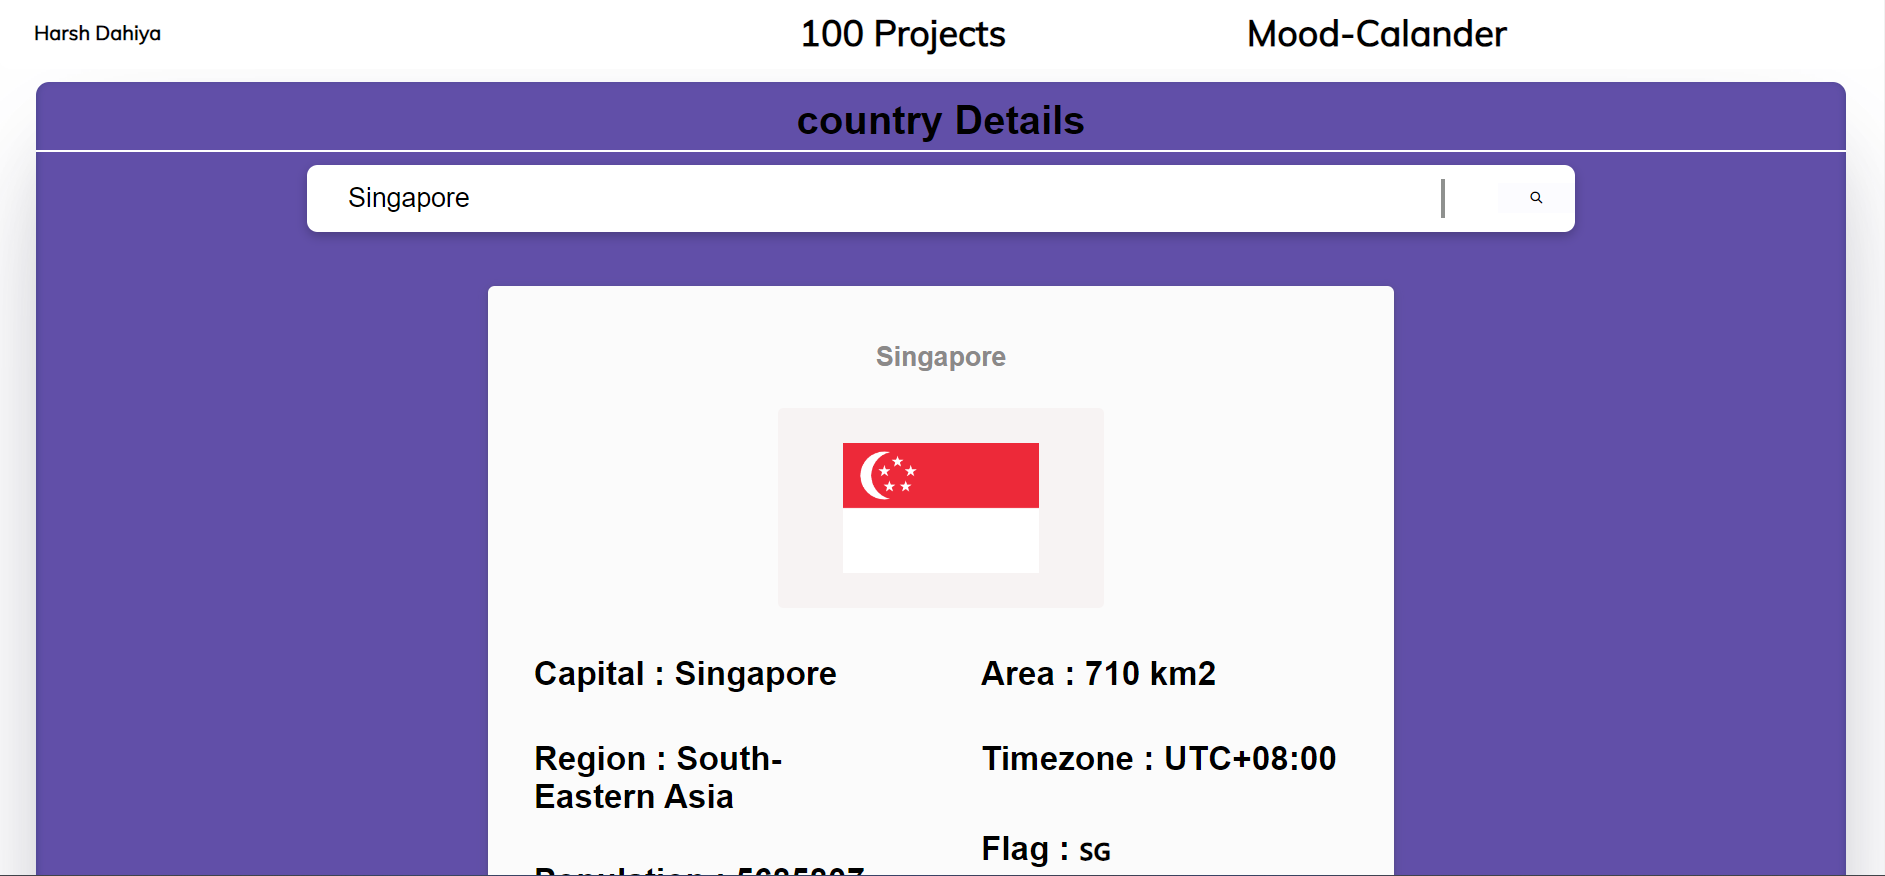 Harsh Dahiya
100 Projects
Mood-Calander
country Details
Singapore
Singapore
Capital : Singapore
Area : 710 km2
Region : South-
Eastern Asia
Timezone : UTC+08:00
Flag : SG
Population :